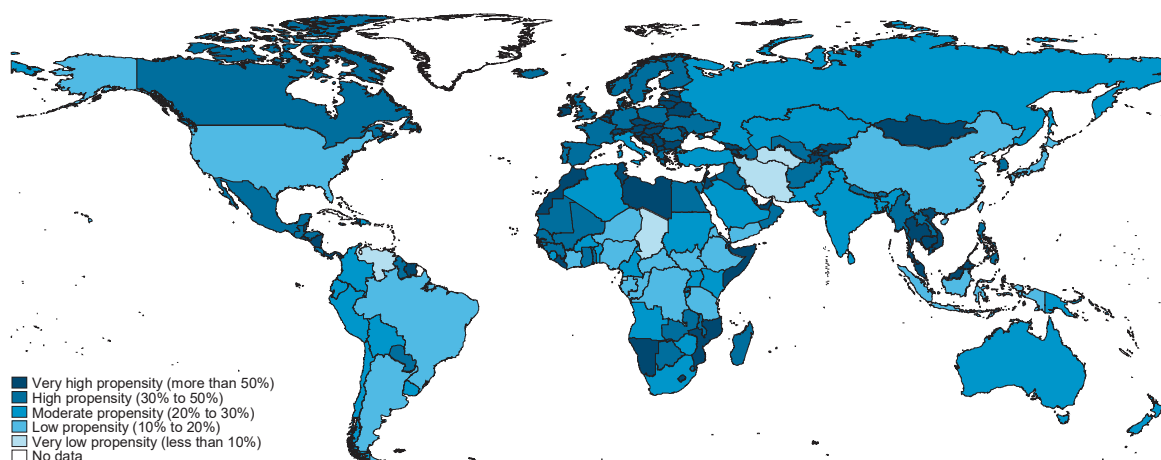 Very high propensity (more than 50%)
High propensity (30% to 50%)
Moderate propensity (20% to 30%)
Low propensity (10% to 20%)
Very low propensity (less than 10%)
No data